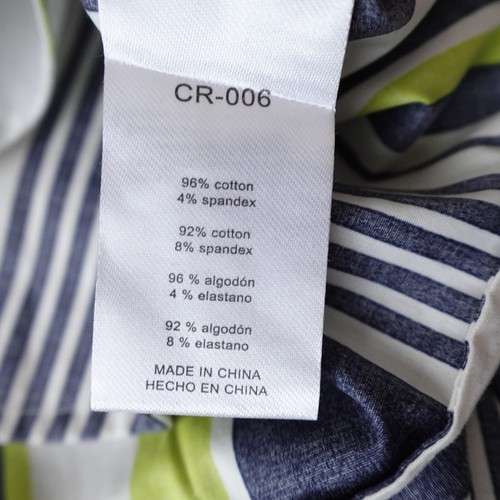 CR-006
96% cotton
4% spandex
92% cotton
8% spandex
96 % algodón
4 % elastano
92 % algodón
8 % elastano
MADE IN CHINA
HECHO EN CHINA